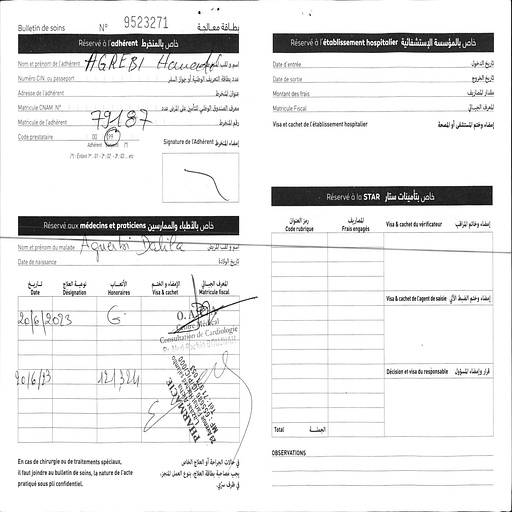 Bulletin de soins N° 9523271 بطاقة معالجة
Réservé à l'adhérent خاص بالمنخرط
Nom et prénom de l'adhérent AGREBI اسم و لقب المنخرط
Numéro CIN ou passeport عدد بطاقة التعريف الوطنية أو جواز السفر
Adresse de l'adhérent عنوان المنخرط
Matricule CNAM N° معرف الصندوق الوطني للتأمين على المرض عدد
Matricule de l'adhérent 79187 رقم المنخرط
Code prestataire 00 99
Adhérent (*)
(*) : Enfant 1er : 01 - 2e : 02 - 3e : 03... etc
Signature de l'Adhérent إمضاء المنخرط
Réservé aux médecins et praticiens خاص بالأطباء والممارسين
Nom et prénom du malade Dalila اسم و لقب المريض
Date de naissance تاريخ الولادة
تاريخ نوعية العلاج الأتعاب الإمضاء و الختم المعرف الجبائي
Date Désignation Honoraires Visa & cachet Matricule fiscal
20/6/2023 G
Centre Médical
Consultation de Cardiologie
20/6/23 121,324
PHARMACIE
En cas de chirurgie ou de traitements spéciaux,
il faut joindre au bulletin de soins, la nature de l'acte
pratiqué sous pli confidentiel.
في حالات الجراحة أو العلاج الخاص
يجب مصاحبة بطاقة العلاج، بنوع العمل المنجز،
في ظرف سري.
Réservé à l'établissement hospitalier خاص بالمؤسسة الإستشفائية
Date d'entrée تاريخ الدخول
Date de sortie تاريخ الخروج
Montant des frais مقدار المصاريف
Matricule Fiscal المعرف الجبائي
Visa et cachet de l'établissement hospitalier إمضاء وختم المستشفى أو المصحة
Réservé à la STAR خاص بتأمينات ستار
رمز العنوان المصاريف
Code rubrique Frais engagés
Visa & cachet du vérificateur إمضاء وخاتم المراقب
Visa & cachet de l'agent de saisie إمضاء وختم الضبط الآلي
Décision et visa du responsable قرار وإمضاء المسؤول
Total الجملة
OBSERVATIONS